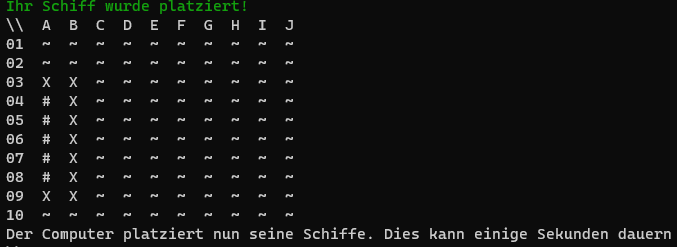 Ihr Schiff wurde platziert!
\\ A B C D E F G H I J
01 ~ ~ ~ ~ ~ ~ ~ ~ ~ ~
02 ~ ~ ~ ~ ~ ~ ~ ~ ~ ~
03 X X ~ ~ ~ ~ ~ ~ ~ ~
04 # X ~ ~ ~ ~ ~ ~ ~ ~
05 # X ~ ~ ~ ~ ~ ~ ~ ~
06 # X ~ ~ ~ ~ ~ ~ ~ ~
07 # X ~ ~ ~ ~ ~ ~ ~ ~
08 # X ~ ~ ~ ~ ~ ~ ~ ~
09 X X ~ ~ ~ ~ ~ ~ ~ ~
10 ~ ~ ~ ~ ~ ~ ~ ~ ~ ~
Der Computer platziert nun seine Schiffe. Dies kann einige Sekunden dauern